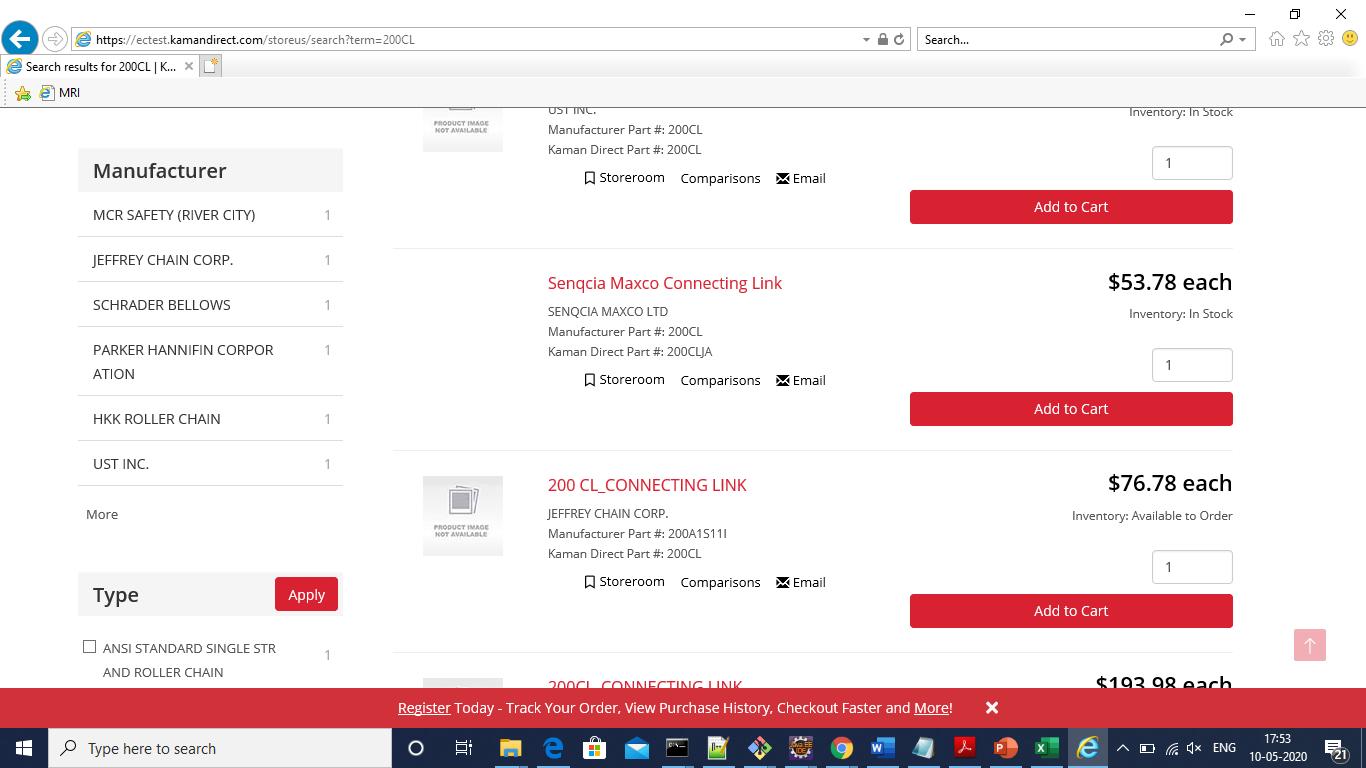 https://ectest.kamandirect.com/storeus/search?term=200CL
Search...
Search results for 200CL | K...
MRI
PRODUCT IMAGE
NOT AVAILABLE
UST INC.
Manufacturer Part #: 200CL
Kaman Direct Part #: 200CL
Storeroom Comparisons Email
Inventory: In Stock
1
Add to Cart
Manufacturer
MCR SAFETY (RIVER CITY) 1
JEFFREY CHAIN CORP. 1
SCHRADER BELLOWS 1
PARKER HANNIFIN CORPOR 1
ATION
HKK ROLLER CHAIN 1
UST INC. 1
More
Type
Apply
ANSI STANDARD SINGLE STR 1
AND ROLLER CHAIN
Senqcia Maxco Connecting Link
SENQCIA MAXCO LTD
Manufacturer Part #: 200CL
Kaman Direct Part #: 200CLJA
Storeroom Comparisons Email
$53.78 each
Inventory: In Stock
1
Add to Cart
PRODUCT IMAGE
NOT AVAILABLE
200 CL_CONNECTING LINK
JEFFREY CHAIN CORP.
Manufacturer Part #: 200A1S11I
Kaman Direct Part #: 200CL
Storeroom Comparisons Email
$76.78 each
Inventory: Available to Order
1
Add to Cart
200CL_CONNECTING LINK
$193.98 each
Register Today - Track Your Order, View Purchase History, Checkout Faster and More!
Type here to search
ENG
17:53
10-05-2020
21